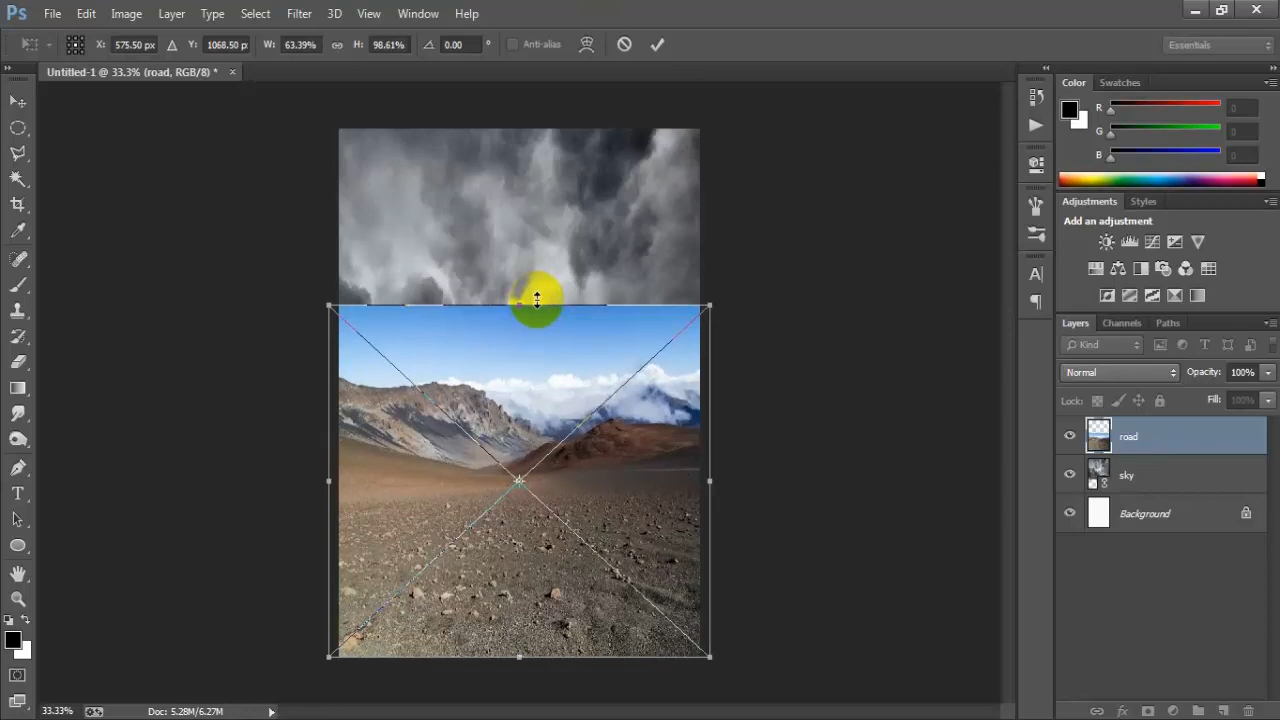 Ps File Edit Image Layer Type Select Filter 3D View Window Help
X: 575.50 px Y: 1068.50 px W: 63.39% H: 98.61% 0.00 ° Anti-alias Essentials
Untitled-1 @ 33.3% (road, RGB/8) * ×
Color Swatches
R 0
G 0
B 0
Adjustments Styles
Add an adjustment
Layers Channels Paths
Kind T
Normal Opacity: 100%
Lock: Fill: 100%
road
sky
Background
A
T
33.33% Doc: 5.28M/6.27M